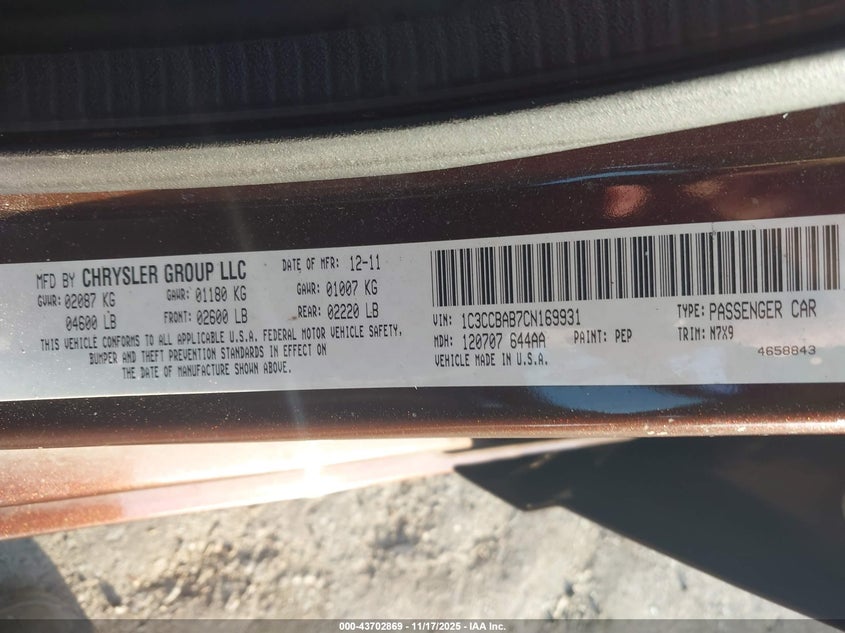 MFD BY CHRYSLER GROUP LLC DATE OF MFR: 12-11
GVWR: 02087 KG GAWR: 01180 KG GAWR: 01007 KG
04600 LB FRONT: 02600 LB REAR: 02220 LB
THIS VEHICLE CONFORMS TO ALL APPLICABLE U.S.A. FEDERAL MOTOR VEHICLE SAFETY,
BUMPER AND THEFT PREVENTION STANDARDS IN EFFECT ON
THE DATE OF MANUFACTURE SHOWN ABOVE.
VIN: 1C3CCBAB7CN169931 TYPE: PASSENGER CAR
MDH: 120707 644AA PAINT: PEP TRIM: N7X9
VEHICLE MADE IN U.S.A. 4658843
000-43702869 - 11/17/2025 - IAA Inc.